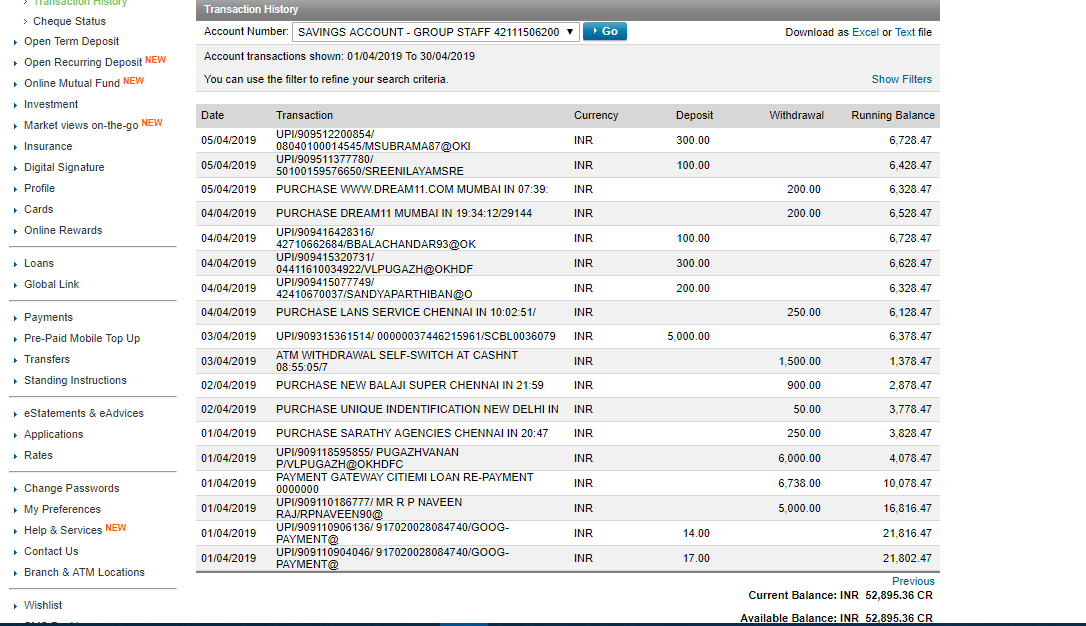 Transaction History
Cheque Status
Open Term Deposit
Open Recurring Deposit NEW
Online Mutual Fund NEW
Investment
Market views on-the-go NEW
Insurance
Digital Signature
Profile
Cards
Online Rewards
Loans
Global Link
Payments
Pre-Paid Mobile Top Up
Transfers
Standing Instructions
eStatements & eAdvices
Applications
Rates
Change Passwords
My Preferences
Help & Services NEW
Contact Us
Branch & ATM Locations
Wishlist
Transaction History
Account Number: SAVINGS ACCOUNT - GROUP STAFF 42111506200 Go Download as Excel or Text file
Account transactions shown: 01/04/2019 To 30/04/2019
You can use the filter to refine your search criteria. Show Filters
Date Transaction Currency Deposit Withdrawal Running Balance
05/04/2019 UPI/909512200854/ INR 300.00 6,728.47
08040100014545/MSUBRAMA87@OKI
05/04/2019 UPI/909511377780/ INR 100.00 6,428.47
50100159576650/SREENILAYAMSRE
05/04/2019 PURCHASE WWW.DREAM11.COM MUMBAI IN 07:39: INR 200.00 6,328.47
04/04/2019 PURCHASE DREAM11 MUMBAI IN 19:34:12/29144 INR 200.00 6,528.47
04/04/2019 UPI/909416428316/ INR 100.00 6,728.47
42710662684/BBALACHANDAR93@OK
04/04/2019 UPI/909415320731/ INR 300.00 6,628.47
04411610034922/VLPUGAZH@OKHDF
04/04/2019 UPI/909415077749/ INR 200.00 6,328.47
42410670037/SANDYAPARTHIBAN@O
04/04/2019 PURCHASE LANS SERVICE CHENNAI IN 10:02:51/ INR 250.00 6,128.47
03/04/2019 UPI/909315361514/ 00000037446215961/SCBL0036079 INR 5,000.00 6,378.47
03/04/2019 ATM WITHDRAWAL SELF-SWITCH AT CASHNT INR 1,500.00 1,378.47
08:55:05/7
02/04/2019 PURCHASE NEW BALAJI SUPER CHENNAI IN 21:59 INR 900.00 2,878.47
02/04/2019 PURCHASE UNIQUE INDENTIFICATION NEW DELHI IN INR 50.00 3,778.47
01/04/2019 PURCHASE SARATHY AGENCIES CHENNAI IN 20:47 INR 250.00 3,828.47
01/04/2019 UPI/909118595855/ PUGAZHVANAN INR 6,000.00 4,078.47
P/VLPUGAZH@OKHDFC
01/04/2019 PAYMENT GATEWAY CITIEMI LOAN RE-PAYMENT INR 6,738.00 10,078.47
0000000
01/04/2019 UPI/909110186777/ MR R P NAVEEN INR 5,000.00 16,816.47
RAJ/RPNAVEEN90@
01/04/2019 UPI/909110906136/ 917020028084740/GOOG- INR 14.00 21,816.47
PAYMENT@
01/04/2019 UPI/909110904046/ 917020028084740/GOOG- INR 17.00 21,802.47
PAYMENT@
Previous
Current Balance: INR 52,895.36 CR
Available Balance: INR 52,895.36 CR